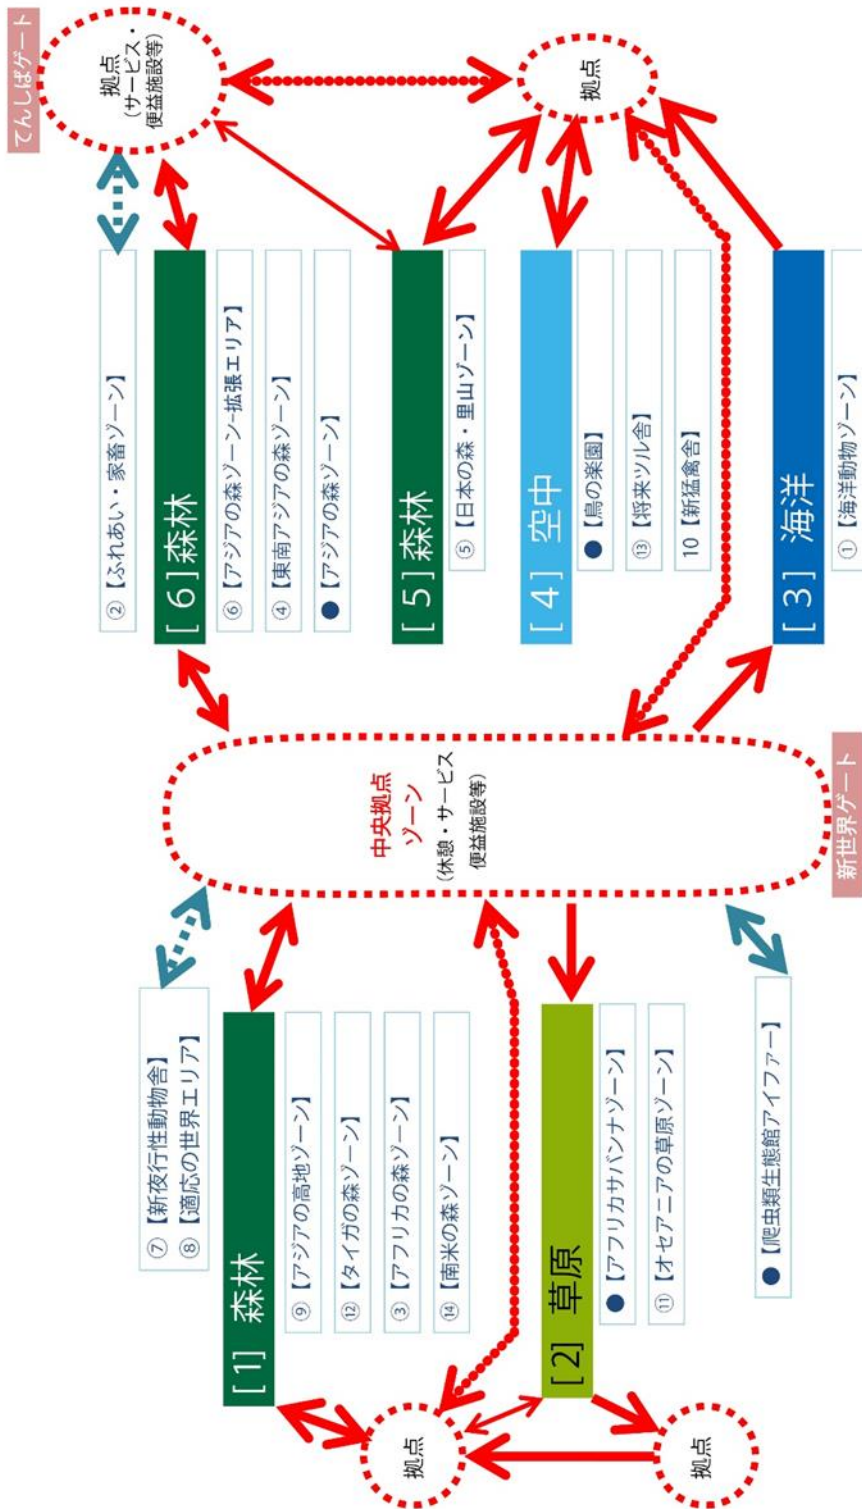 てんしばゲート
拠点
（サービス・
便益施設等）
拠点
②【ふれあい・家畜ゾーン】
[６]森林
⑥【アジアの森ゾーン-拡張エリア】
④【東南アジアの森ゾーン】
●【アジアの森ゾーン】
[５]森林
⑤【日本の森・里山ゾーン】
[４] 空中
●【鳥の楽園】
⑬【将来ツル舎】
10【新猛禽舎】
[３] 海洋
①【海洋動物ゾーン】
中央拠点
ゾーン
（休憩・サービス
便益施設等）
新世界ゲート
⑦【新夜行性動物舎】
⑧【適応の世界エリア】
[１] 森林
⑨【アジアの高地ゾーン】
⑫【タイガの森ゾーン】
③【アフリカの森ゾーン】
⑭【南米の森ゾーン】
[２] 草原
●【アフリカサバンナゾーン】
⑪【オセアニアの草原ゾーン】
●【爬虫類生態館アイファー】
拠点
拠点